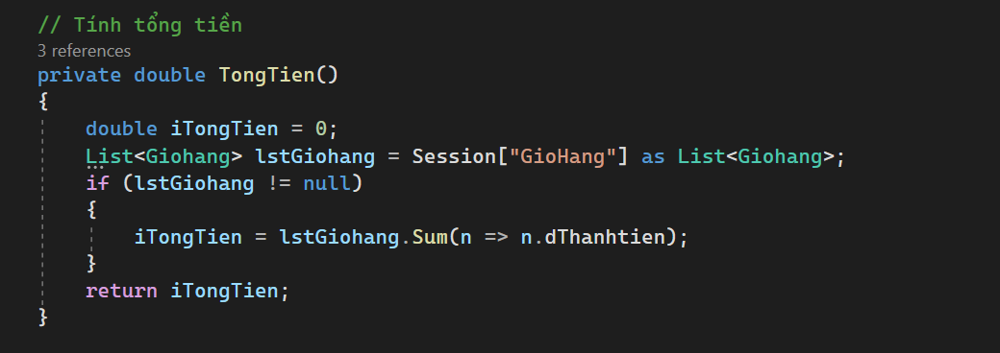 // Tính tổng tiền
3 references
private double TongTien()
{
double iTongTien = 0;
List<Giohang> lstGiohang = Session["GioHang"] as List<Giohang>;
if (lstGiohang != null)
{
iTongTien = lstGiohang.Sum(n => n.dThanhtien);
}
return iTongTien;
}